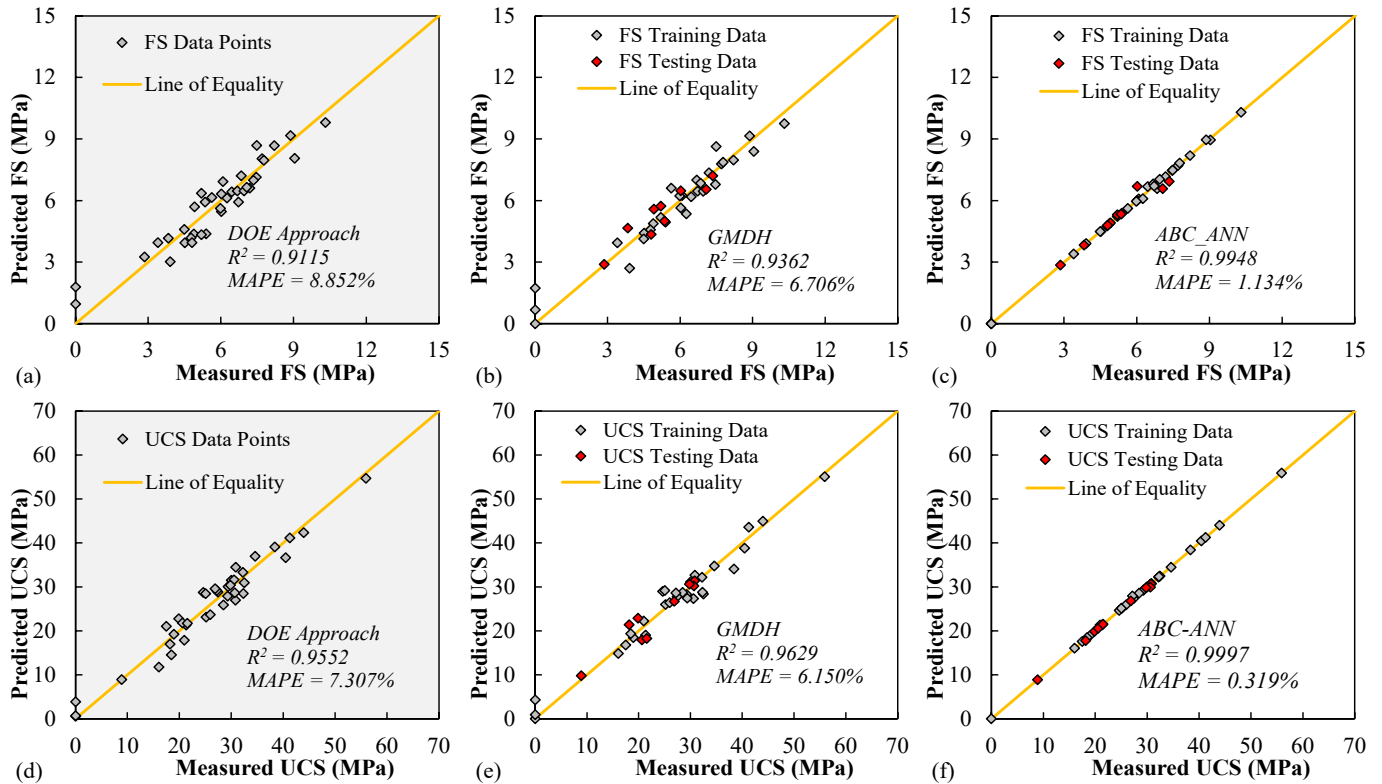 15
12
9
6
3
0
0 3 6 9 12 15
Predicted FS (MPa)
Measured FS (MPa)
FS Data Points
Line of Equality
DOE Approach
R² = 0.9115
MAPE = 8.852%
(a)
15
12
9
6
3
0
0 3 6 9 12 15
Predicted FS (MPa)
Measured FS (MPa)
FS Training Data
FS Testing Data
Line of Equality
GMDH
R² = 0.9362
MAPE = 6.706%
(b)
15
12
9
6
3
0
0 3 6 9 12 15
Predicted FS (MPa)
Measured FS (MPa)
FS Training Data
FS Testing Data
Line of Equality
ABC_ANN
R² = 0.9948
MAPE = 1.134%
(c)
70
60
50
40
30
20
10
0
0 10 20 30 40 50 60 70
Predicted UCS (MPa)
Measured UCS (MPa)
UCS Data Points
Line of Equality
DOE Approach
R² = 0.9552
MAPE = 7.307%
(d)
70
60
50
40
30
20
10
0
0 10 20 30 40 50 60 70
Predicted UCS (MPa)
Measured UCS (MPa)
UCS Training Data
UCS Testing Data
Line of Equality
GMDH
R² = 0.9629
MAPE = 6.150%
(e)
70
60
50
40
30
20
10
0
0 10 20 30 40 50 60 70
Predicted UCS (MPa)
Measured UCS (MPa)
UCS Training Data
UCS Testing Data
Line of Equality
ABC-ANN
R² = 0.9997
MAPE = 0.319%
(f)